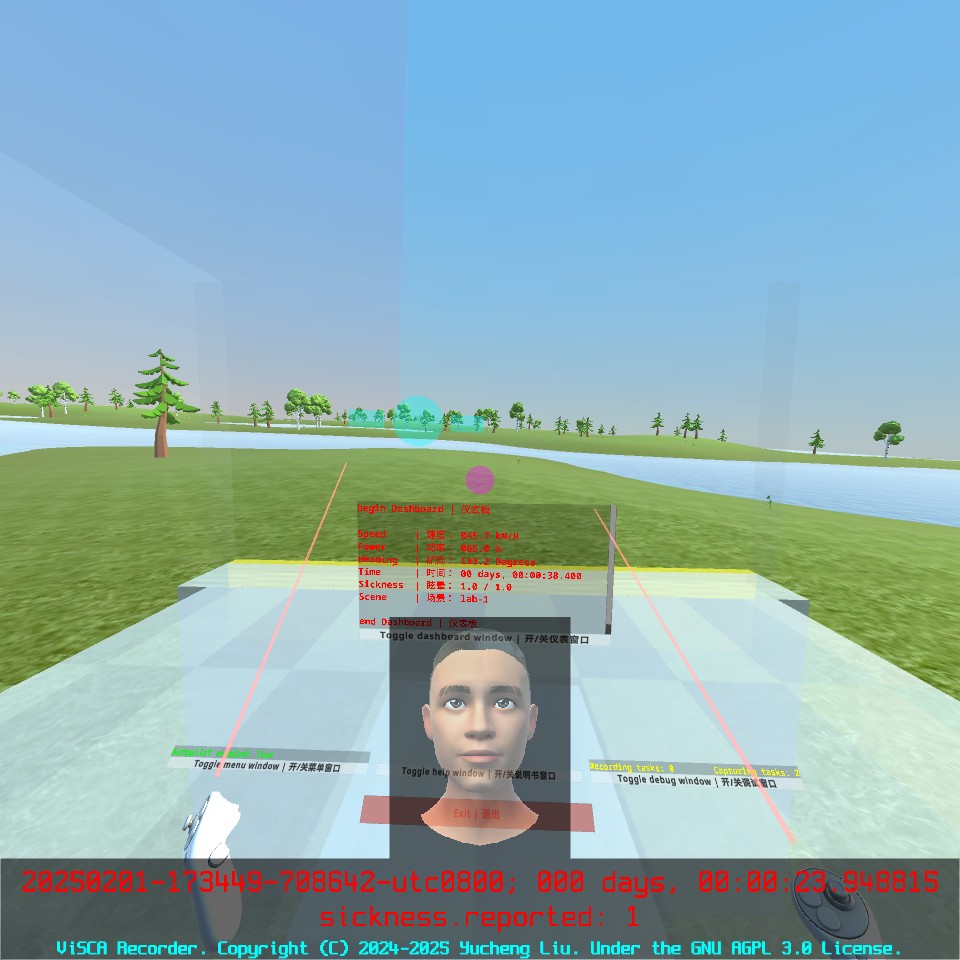 begin Dashboard | 仪表板
Speed | 速度: 045.7 KM/H
Power | 功率: 065.0 %
Heading | 航向: Degrees
Time | 时间: 00 days, 00:00:38.400
Sickness | 眩晕: 1.0 / 1.0
Scene | 场景: lab-1
end Dashboard | 仪表板
Toggle dashboard window | 开/关仪表窗口
Toggle menu window | 开/关菜单窗口
Toggle help window | 开/关说明书窗口
Recording tasks: 0 Capturing tasks: 2
Toggle debug window | 开/关调试窗口
Exit | 退出
20250201-173449-708642-utc0800; 000 days, 00:00:23.948815
sickness.reported: 1
ViSCA Recorder. Copyright (C) 2024-2025 Yucheng Liu. Under the GNU AGPL 3.0 License.